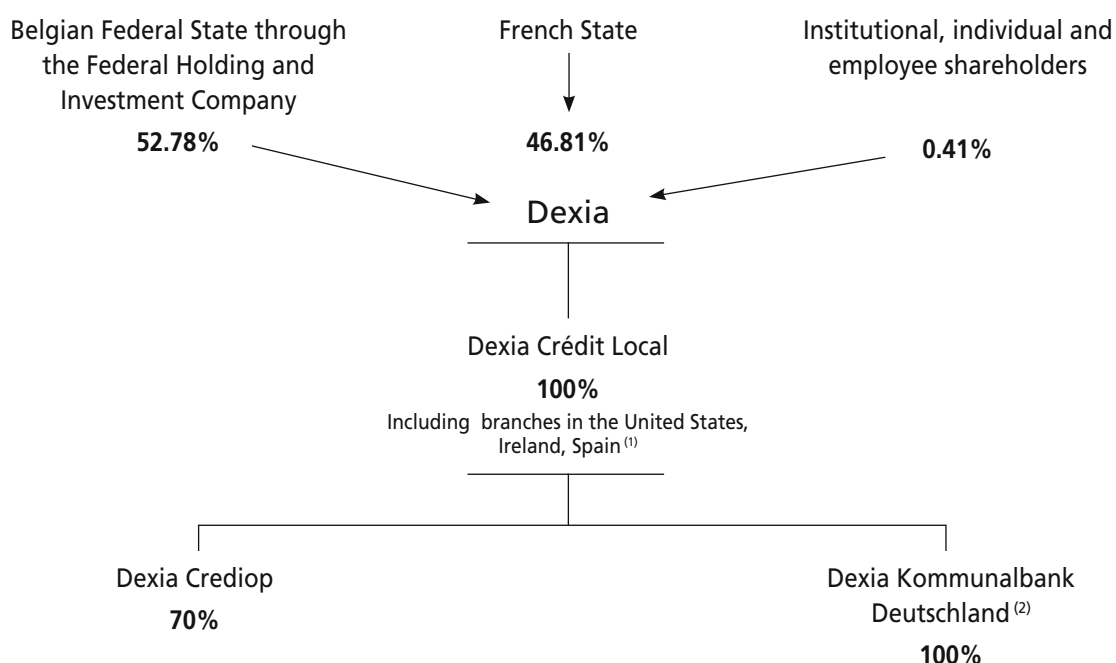 Belgian Federal State through
the Federal Holding and
Investment Company
52.78%
French State
46.81%
Institutional, individual and
employee shareholders
0.41%
Dexia
Dexia Crédit Local
100%
Including branches in the United States,
Ireland, Spain (1)
Dexia Crediop
70%
Dexia Kommunalbank
Deutschland (2)
100%